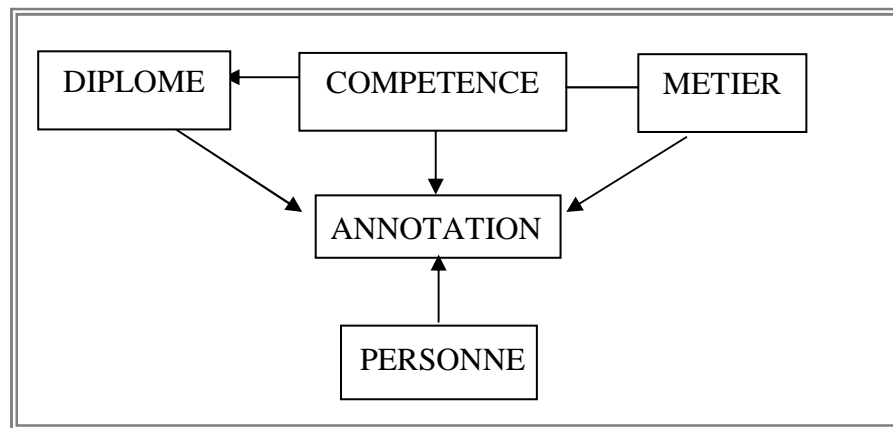 DIPLOME
COMPETENCE
METIER
ANNOTATION
PERSONNE